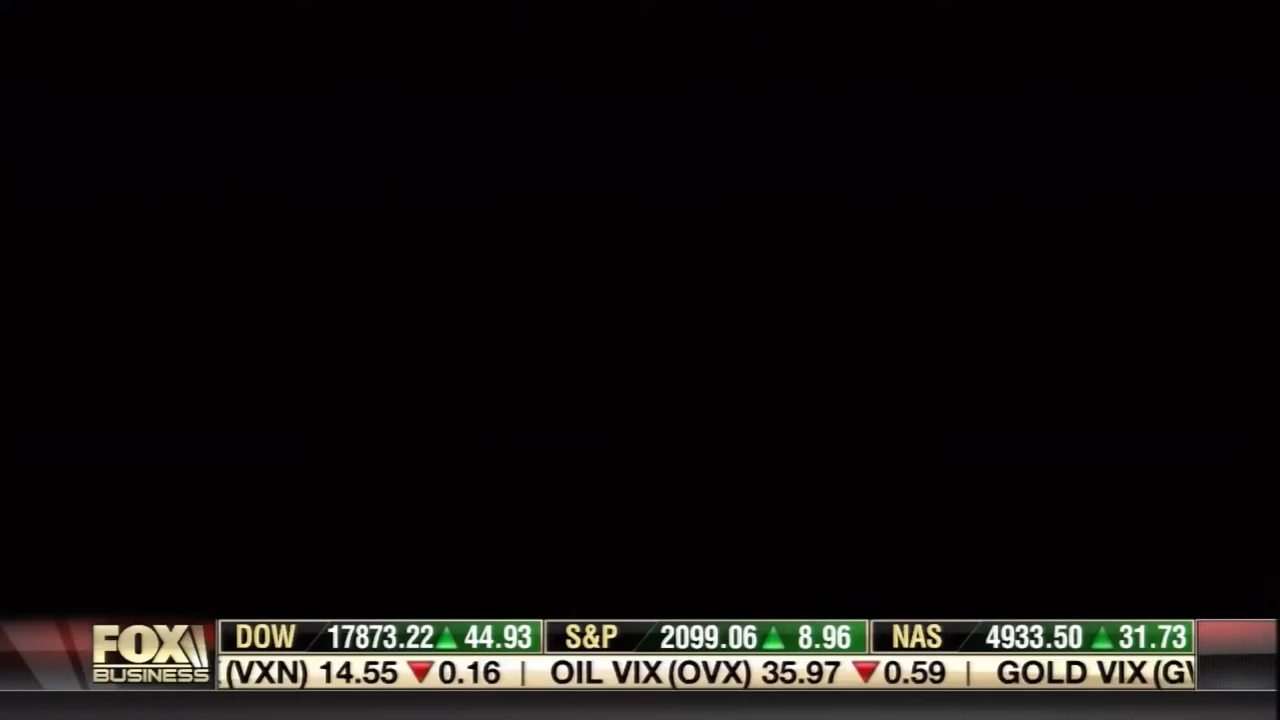 FOX
BUSINESS
DOW 17873.22 ▲ 44.93 S&P 2099.06 ▲ 8.96 NAS 4933.50 ▲ 31.73
(VXN) 14.55 ▼ 0.16 | OIL VIX (OVX) 35.97 ▼ 0.59 | GOLD VIX (G